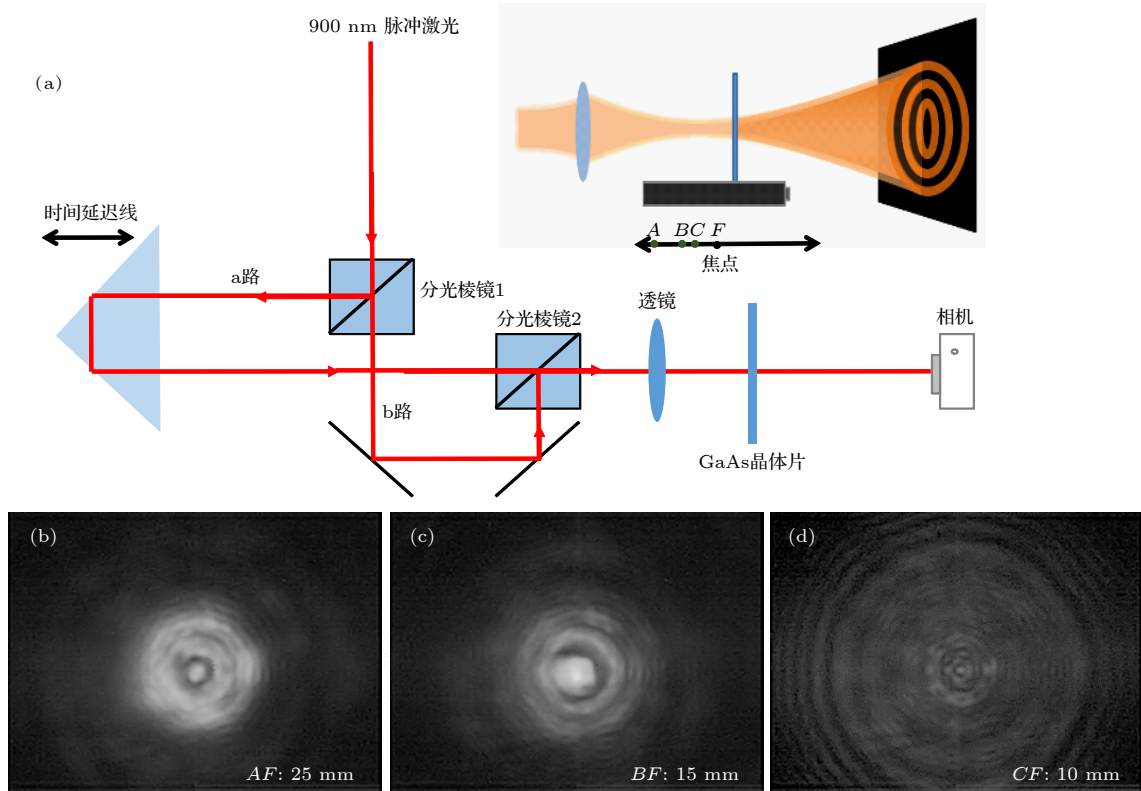 900 nm 脉冲激光
(a)
时间延迟线
A BC F
焦点
a路
分光棱镜1
分光棱镜2
透镜
相机
b路
GaAs晶体片
(b)
(c)
(d)
AF: 25 mm
BF: 15 mm
CF: 10 mm